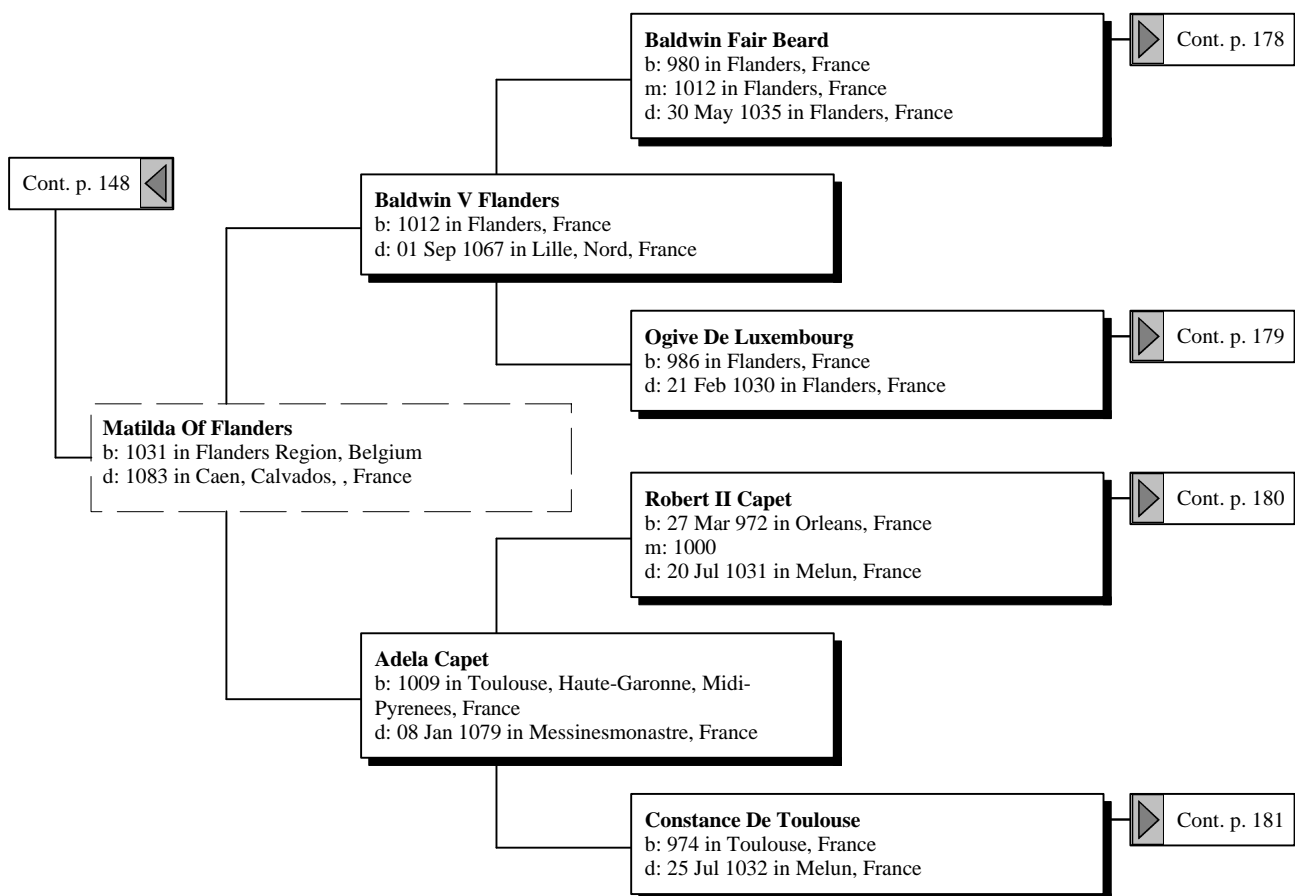 Baldwin Fair Beard
b: 980 in Flanders, France
m: 1012 in Flanders, France
d: 30 May 1035 in Flanders, France
Cont. p. 178
Cont. p. 148
Baldwin V Flanders
b: 1012 in Flanders, France
d: 01 Sep 1067 in Lille, Nord, France
Ogive De Luxembourg
b: 986 in Flanders, France
d: 21 Feb 1030 in Flanders, France
Cont. p. 179
Matilda Of Flanders
b: 1031 in Flanders Region, Belgium
d: 1083 in Caen, Calvados, , France
Robert II Capet
b: 27 Mar 972 in Orleans, France
m: 1000
d: 20 Jul 1031 in Melun, France
Cont. p. 180
Adela Capet
b: 1009 in Toulouse, Haute-Garonne, Midi-
Pyrenees, France
d: 08 Jan 1079 in Messinesmonastre, France
Constance De Toulouse
b: 974 in Toulouse, France
d: 25 Jul 1032 in Melun, France
Cont. p. 181